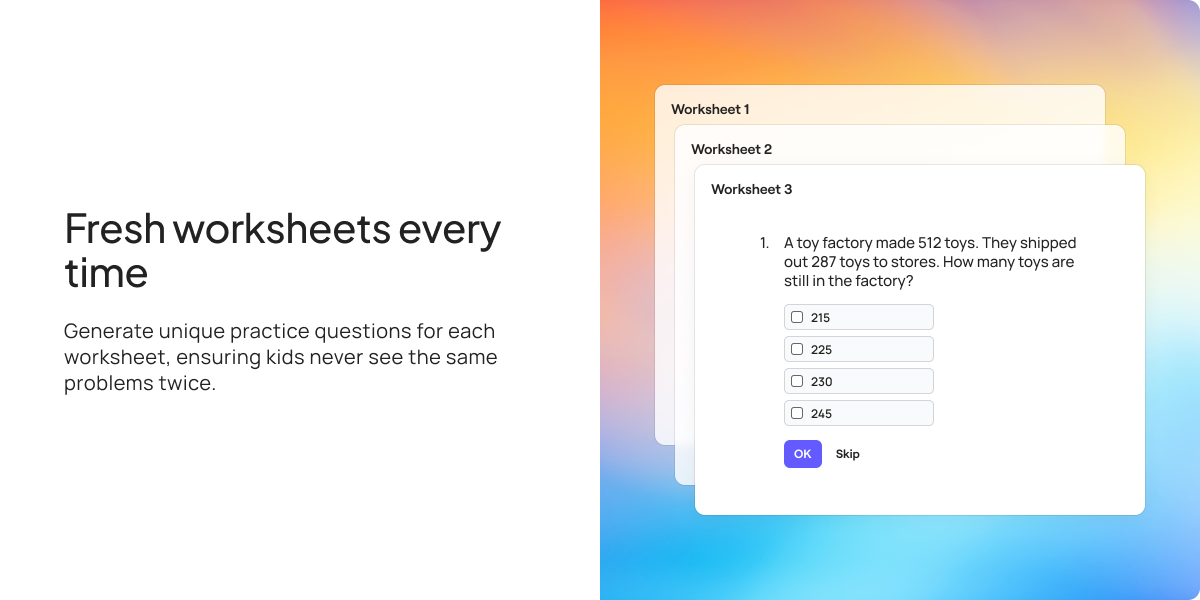 Fresh worksheets every
time
Generate unique practice questions for each
worksheet, ensuring kids never see the same
problems twice.
Worksheet 1
Worksheet 2
Worksheet 3
1. A toy factory made 512 toys. They shipped
out 287 toys to stores. How many toys are
still in the factory?
215
225
230
245
OK Skip